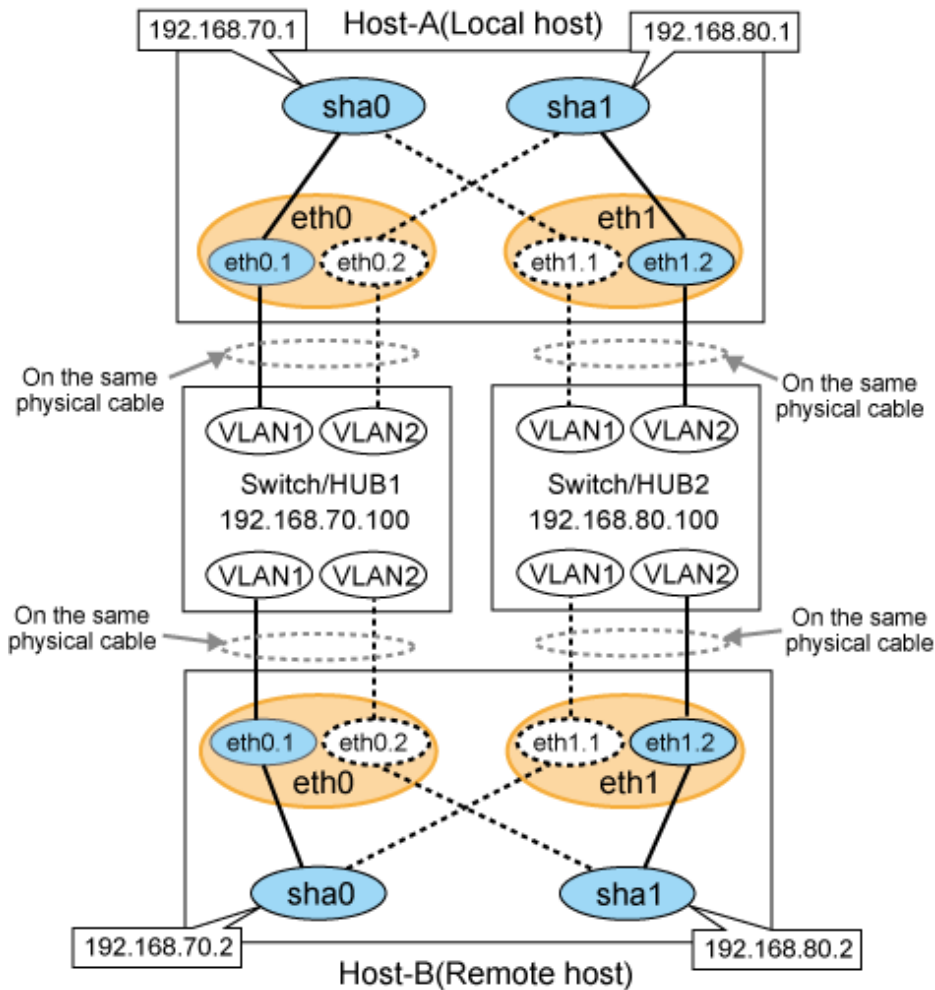 192.168.70.1
Host-A(Local host)
192.168.80.1
sha0
sha1
eth0
eth1
eth0.1
eth0.2
eth1.1
eth1.2
On the same
physical cable
On the same
physical cable
VLAN1
VLAN2
VLAN1
VLAN2
Switch/HUB1
192.168.70.100
Switch/HUB2
192.168.80.100
VLAN1
VLAN2
VLAN1
VLAN2
On the same
physical cable
On the same
physical cable
eth0.1
eth0.2
eth1.1
eth1.2
eth0
eth1
sha0
sha1
192.168.70.2
192.168.80.2
Host-B(Remote host)